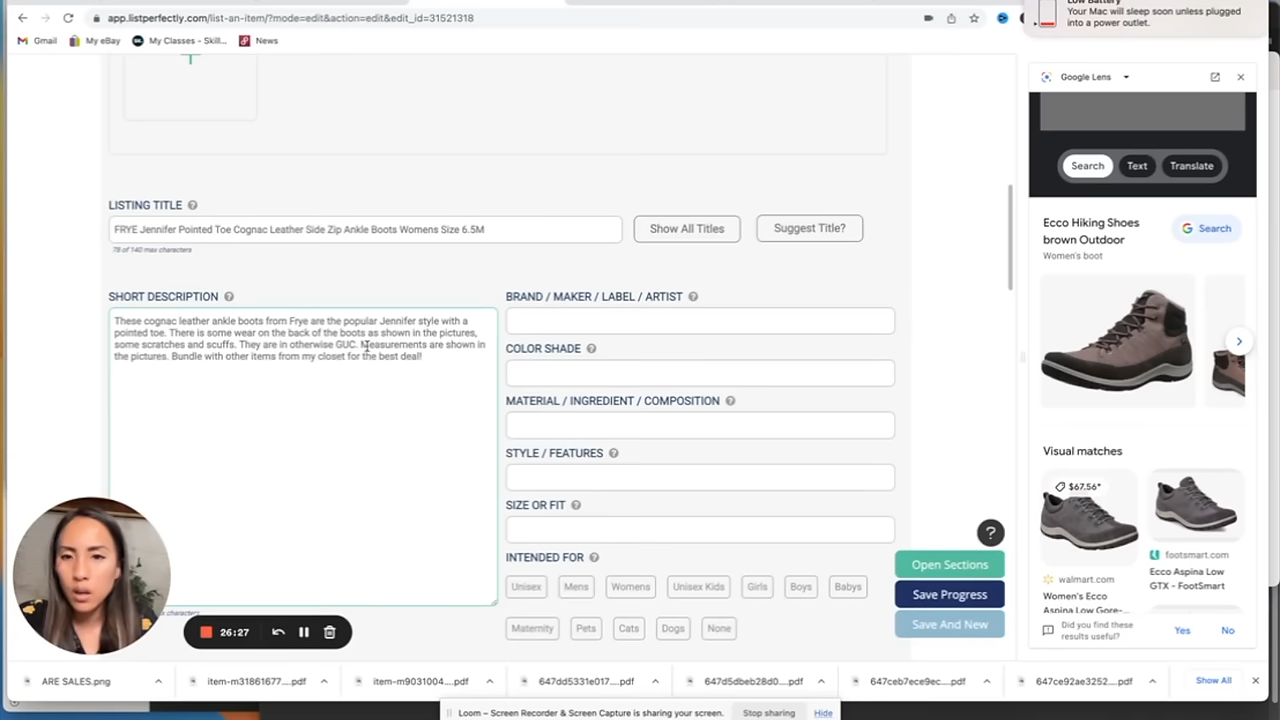 app.listperfectly.com/list-an-item/?mode=edit&action=edit&edit_id=31521318
Your Mac will sleep soon unless plugged
into a power outlet.
Gmail
My eBay
My Classes - Skill...
News
Google Lens
Search
Text
Translate
LISTING TITLE
FRYE Jennifer Pointed Toe Cognac Leather Side Zip Ankle Boots Womens Size 6.5M
Show All Titles
Suggest Title?
78 of 140 max characters
Ecco Hiking Shoes
brown Outdoor
Women's boot
Search
SHORT DESCRIPTION
These cognac leather ankle boots from Frye are the popular Jennifer style with a
pointed toe. There is some wear on the back of the boots as shown in the pictures,
some scratches and scuffs. They are in otherwise GUC. Measurements are shown in
the pictures. Bundle with other items from my closet for the best deal!
max characters
BRAND / MAKER / LABEL / ARTIST
COLOR SHADE
MATERIAL / INGREDIENT / COMPOSITION
STYLE / FEATURES
SIZE OR FIT
INTENDED FOR
Unisex
Mens
Womens
Unisex Kids
Girls
Boys
Babys
Maternity
Pets
Cats
Dogs
None
?
Open Sections
Save Progress
Save And New
Visual matches
$67.56*
walmart.com
Women's Ecco
Aspina Low Gore-
footsmart.com
Ecco Aspina Low
GTX - FootSmart
Did you find these
results useful?
Yes
No
26:27
ARE SALES.png
item-m31861677....pdf
item-m9031004....pdf
647dd5331e017....pdf
647d5dbeb28d0....pdf
647ceb7ece9ec....pdf
647ce92ae3252....pdf
Show All
Loom – Screen Recorder & Screen Capture is sharing your screen.
Stop sharing
Hide